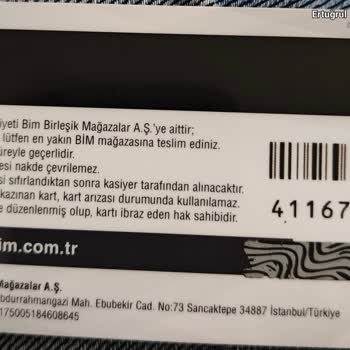 Ertuğrul
iyeti Bim Birleşik Mağazalar A.Ş.'ye aittir;
lütfen en yakın BİM mağazasına teslim ediniz.
üreyle geçerlidir.
esi nakde çevrilemez.
si sıfırlandıktan sonra kasiyer tarafından alınacaktır.
kazınan kart, kart arızası durumunda kullanılamaz.
e düzenlenmiş olup, kartı ibraz eden hak sahibidir.
41167
im.com.tr
Mağazalar A.Ş.
bdurrahmangazi Mah. Ebubekir Cad. No:73 Sancaktepe 34887 İstanbul/Türkiye
175005184608645